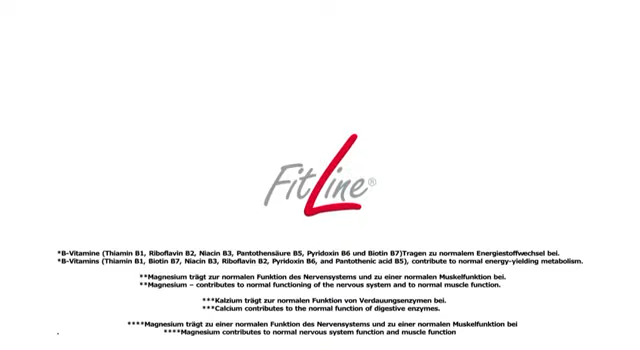 FitLine®
*B-Vitamine (Thiamin B1, Riboflavin B2, Niacin B3, Pantothensäure B5, Pyridoxin B6 und Biotin B7)Tragen zu normalem Energiestoffwechsel bei.
*B-Vitamins (Thiamin B1, Biotin B7, Niacin B3, Riboflavin B2, Pyridoxin B6, and Pantothenic acid B5), contribute to normal energy-yielding metabolism.
**Magnesium trägt zur normalen Funktion des Nervensystems und zu einer normalen Muskelfunktion bei.
**Magnesium – contributes to normal functioning of the nervous system and to normal muscle function.
***Kalzium trägt zur normalen Funktion von Verdauungsenzymen bei.
***Calcium contributes to the normal function of digestive enzymes.
****Magnesium trägt zu einer normalen Funktion des Nervensystems und zu einer normalen Muskelfunktion bei
****Magnesium contributes to normal nervous system function and muscle function
.